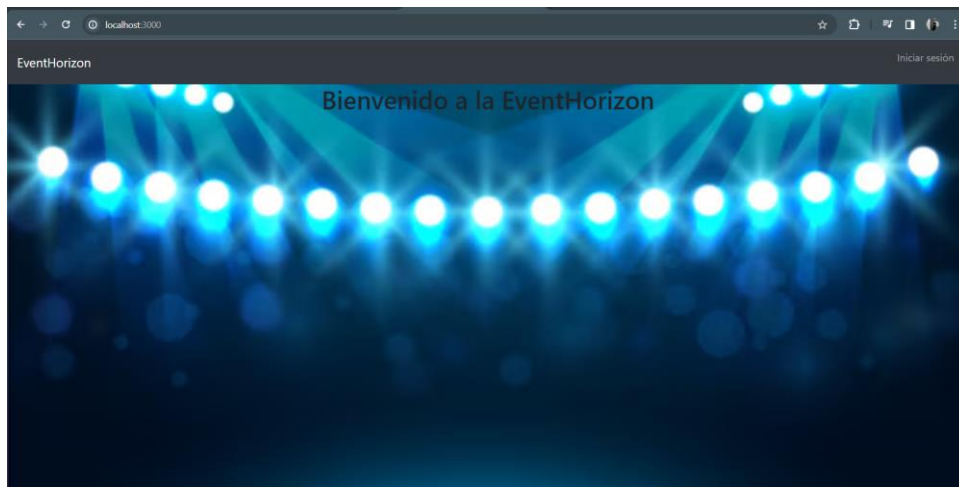 localhost:3000
EventHorizon
Iniciar sesión
Bienvenido a la EventHorizon